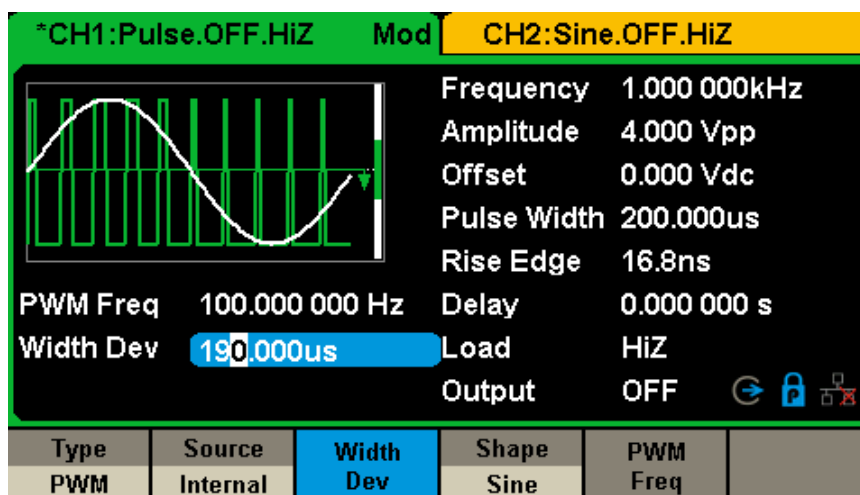 *CH1:Pulse.OFF.HiZ Mod CH2:Sine.OFF.HiZ
Frequency 1.000 000kHz
Amplitude 4.000 Vpp
Offset 0.000 Vdc
Pulse Width 200.000us
Rise Edge 16.8ns
PWM Freq 100.000 000 Hz Delay 0.000 000 s
Width Dev 190.000us Load HiZ
Output OFF P
Type Source Width Dev Shape PWM Freq
PWM Internal Sine